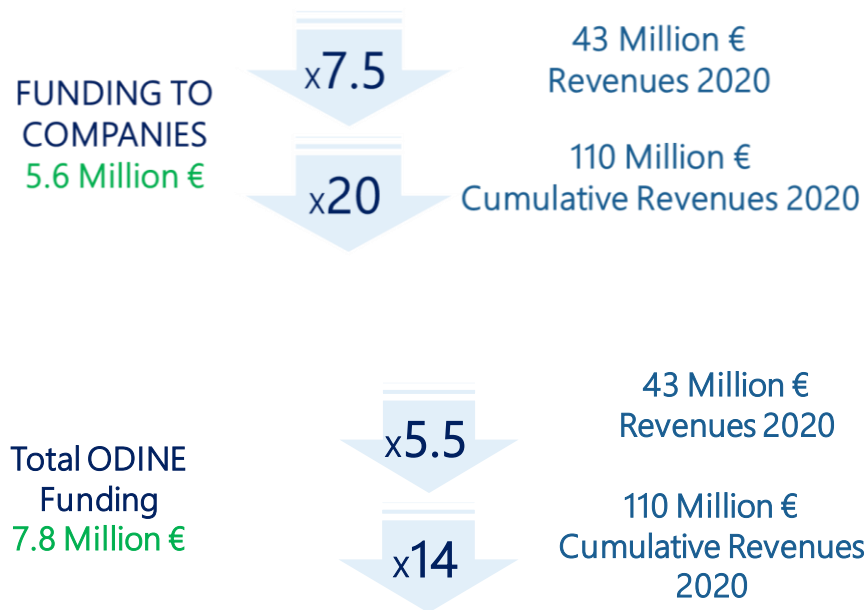 FUNDING TO
COMPANIES
5.6 Million €
x7.5
43 Million €
Revenues 2020
x20
110 Million €
Cumulative Revenues 2020
Total ODINE
Funding
7.8 Million €
x5.5
43 Million €
Revenues 2020
x14
110 Million €
Cumulative Revenues
2020